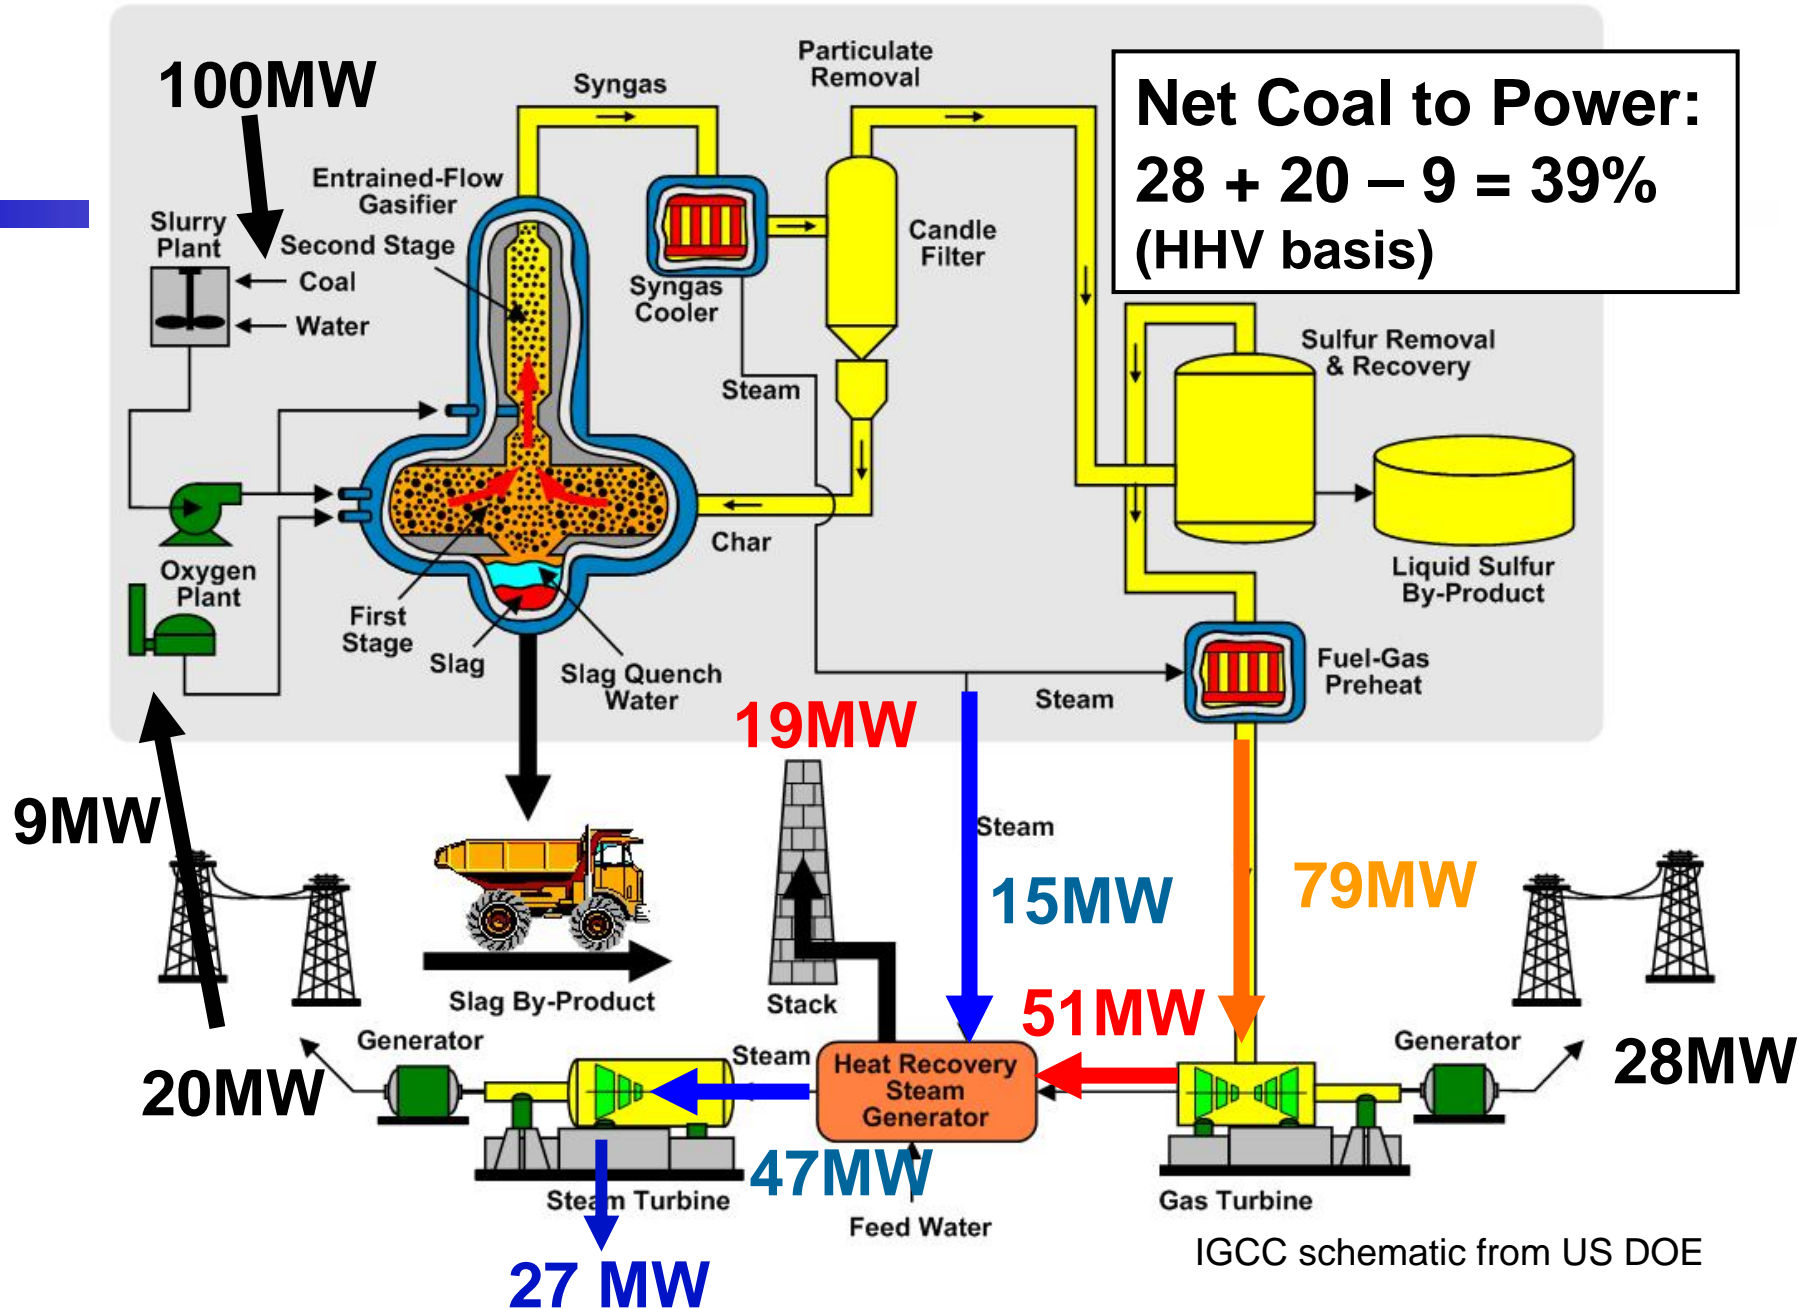 100MW
Syngas
Particulate
Removal
Net Coal to Power:
28 + 20 – 9 = 39%
(HHV basis)
Entrained-Flow
Gasifier
Slurry
Plant
Second Stage
Coal
Water
Syngas
Cooler
Candle
Filter
Steam
Sulfur Removal
& Recovery
Char
Oxygen
Plant
First
Stage
Slag
Slag Quench
Water
Liquid Sulfur
By-Product
Fuel-Gas
Preheat
Steam
19MW
9MW
Steam
15MW
79MW
Slag By-Product
Stack
51MW
Generator
20MW
Steam
Heat Recovery
Steam
Generator
Generator
28MW
47MW
Steam Turbine
Feed Water
Gas Turbine
27 MW
IGCC schematic from US DOE